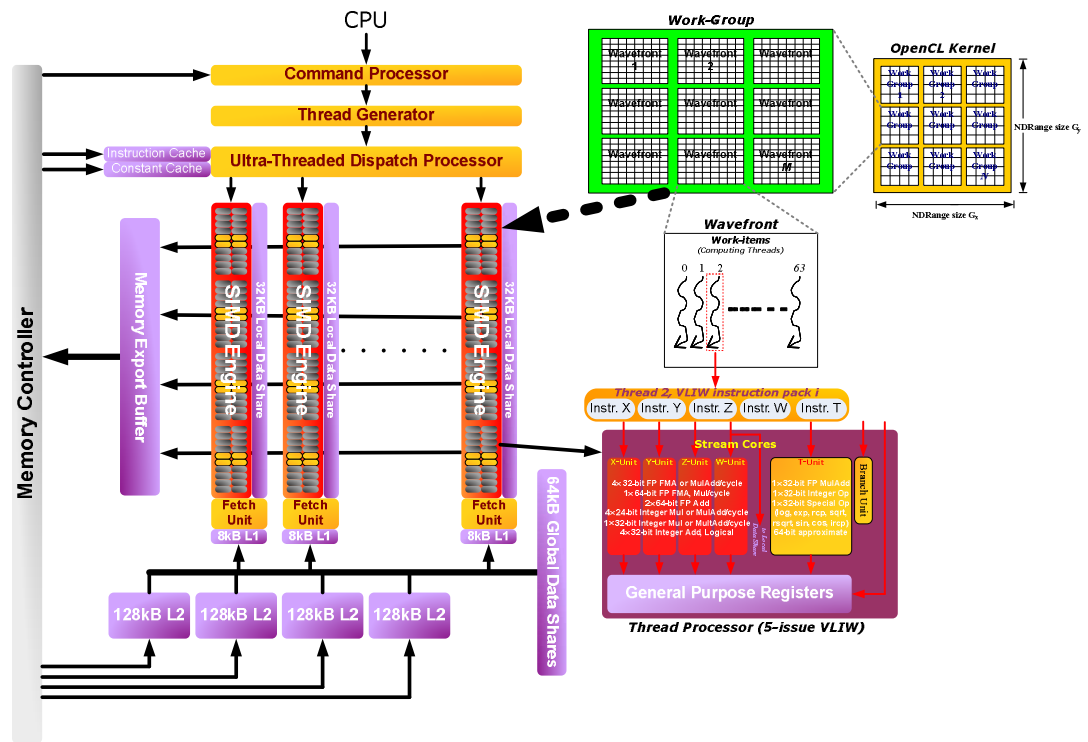 CPU
Command Processor
Thread Generator
Ultra-Threaded Dispatch Processor
Instruction Cache
Constant Cache
Memory Controller
Memory Export Buffer
SIMD Engine
32KB Local Data Share
SIMD Engine
32KB Local Data Share
SIMD Engine
32KB Local Data Share
Fetch
Unit
8kB L1
Fetch
Unit
8kB L1
Fetch
Unit
8kB L1
128kB L2
128kB L2
128kB L2
128kB L2
64kB Global Data Shares
Work-Group
Wavefront
1
Wavefront
2
Wavefront
Wavefront
Wavefront
Wavefront
Wavefront
Wavefront
Wavefront
M
OpenCL Kernel
Work
Group
1
Work
Group
2
Work
Group
Work
Group
Work
Group
Work
Group
Work
Group
Work
Group
Work
Group
N
NDRange size Gy
NDRange size Gx
Wavefront
Work-items
(Computing Threads)
0 1 2 63
Thread 2, VLIW instruction pack i
Instr. X Instr. Y Instr. Z Instr. W Instr. T
Stream Cores
X-Unit Y-Unit Z-Unit W-Unit
4×32-bit FP FMA or MulAdd/cycle
1×64-bit FP FMA, Mul/cycle
2×64-bit FP Add
4×24-bit Integer Mul or MulAdd/cycle
1×32-bit Integer Mul or MultAdd/cycle
4×32-bit Integer Add, Logical
to Local
Data Share
T-Unit
1×32-bit FP MulAdd
1×32-bit Integer Op
1×32-bit Special Op
(log, exp, rcp, sqrt,
rsqrt, sin, cos, ircp)
64-bit approximate
Branch Unit
General Purpose Registers
Thread Processor (5-issue VLIW)